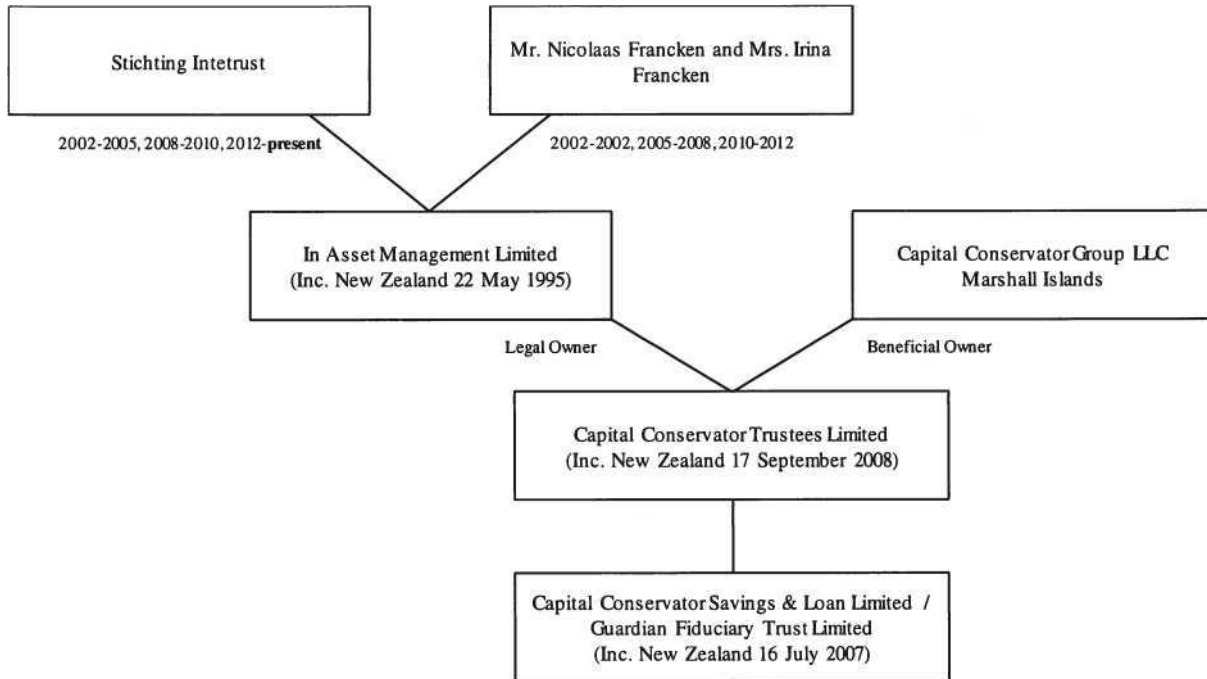 Stichting Intetrust
Mr. Nicolaas Francken and Mrs. Irina
Francken
2002-2005, 2008-2010, 2012-present
2002-2002, 2005-2008, 2010-2012
In Asset Management Limited
(Inc. New Zealand 22 May 1995)
Capital Conservator Group LLC
Marshall Islands
Legal Owner
Beneficial Owner
Capital Conservator Trustees Limited
(Inc. New Zealand 17 September 2008)
Capital Conservator Savings & Loan Limited /
Guardian Fiduciary Trust Limited
(Inc. New Zealand 16 July 2007)